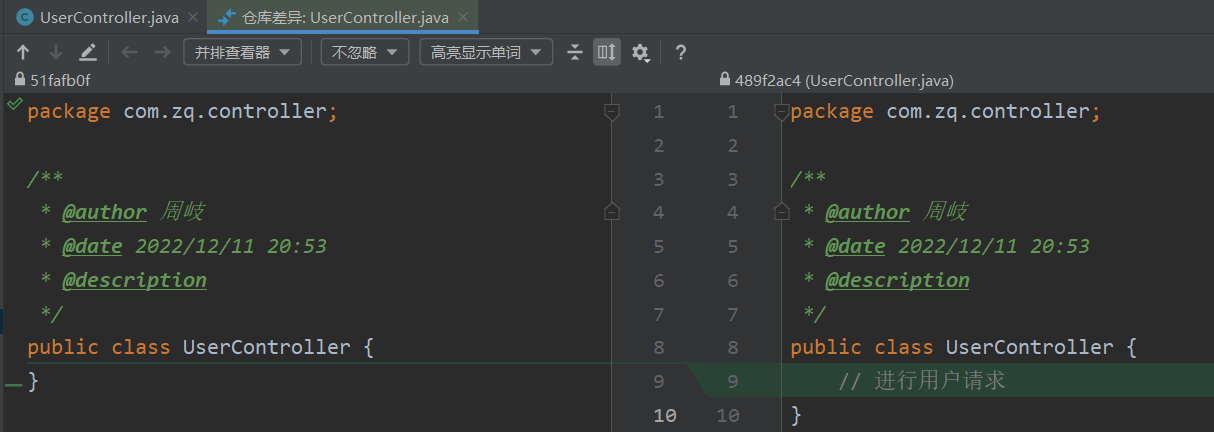 UserController.java
仓库差异: UserController.java
并排查看器
不忽略
高亮显示单词
?
51fafb0f
489f2ac4 (UserController.java)
package com.zq.controller;
/**
* @author 周岐
* @date 2022/12/11 20:53
* @description
*/
public class UserController {
}
1 1
2 2
3 3
4 4
5 5
6 6
7 7
8 8
9 9
10 10
package com.zq.controller;
/**
* @author 周岐
* @date 2022/12/11 20:53
* @description
*/
public class UserController {
// 进行用户请求
}